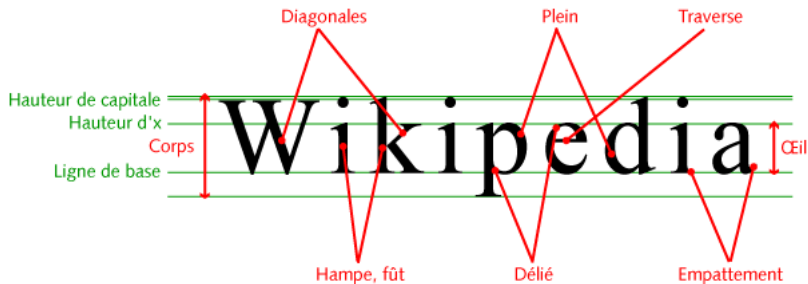 Diagonales Plein Traverse
Hauteur de capitale
Hauteur d'x
Corps
Wikipedia
Œil
Ligne de base
Hampe, fût Délié Empattement